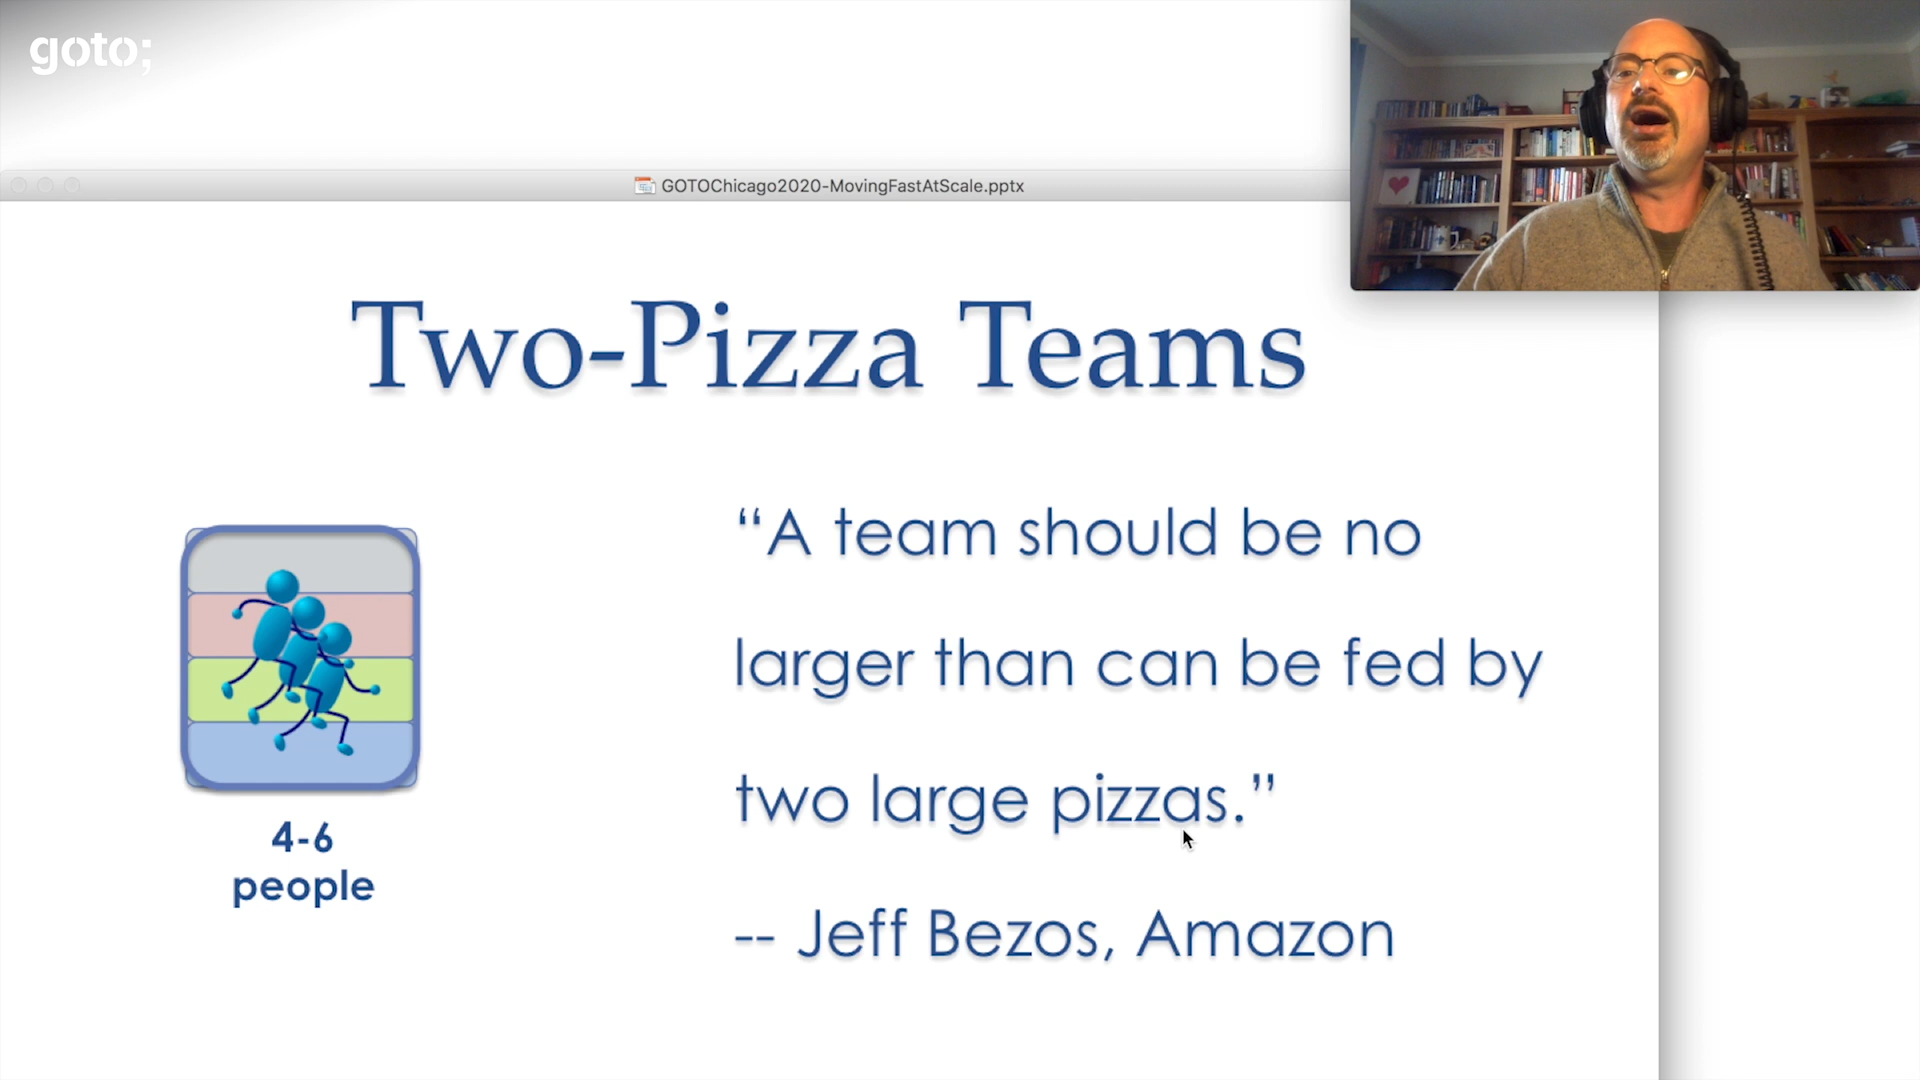 goto;
GOTOChicago2020-MovingFastAtScale.pptx
Two-Pizza Teams
“A team should be no
larger than can be fed by
two large pizzas.”
-- Jeff Bezos, Amazon
4-6
people